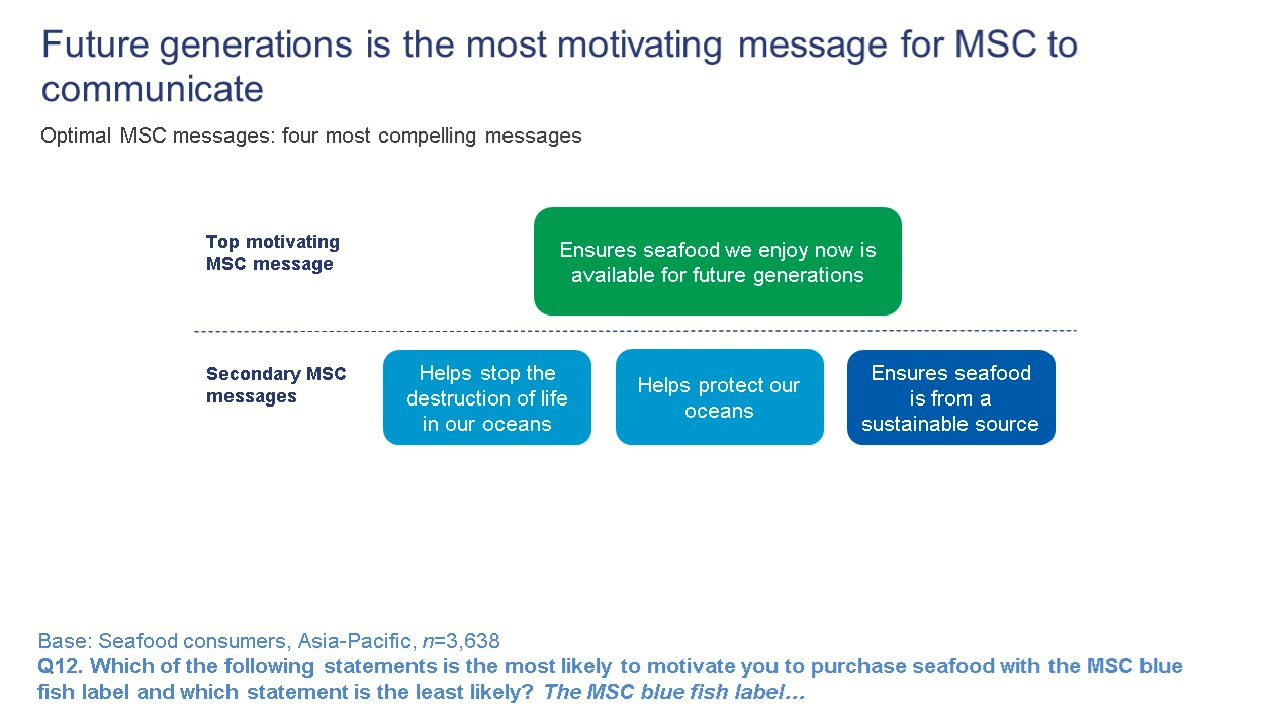 Future generations is the most motivating message for MSC to
communicate
Optimal MSC messages: four most compelling messages
Top motivating
MSC message
Ensures seafood we enjoy now is
available for future generations
Secondary MSC
messages
Helps stop the
destruction of life
in our oceans
Helps protect our
oceans
Ensures seafood
is from a
sustainable source
Base: Seafood consumers, Asia-Pacific, n=3,638
Q12. Which of the following statements is the most likely to motivate you to purchase seafood with the MSC blue
fish label and which statement is the least likely? The MSC blue fish label…